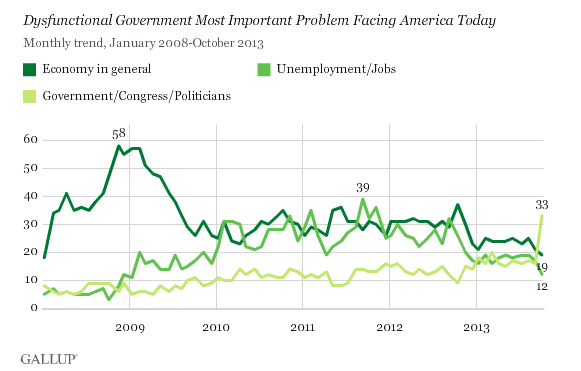 Dysfunctional Government Most Important Problem Facing America Today
Monthly trend, January 2008-October 2013
Economy in general
Unemployment/Jobs
Government/Congress/Politicians
60
50
40
30
20
10
0
58
39
33
19
12
2009
2010
2011
2012
2013
GALLUP